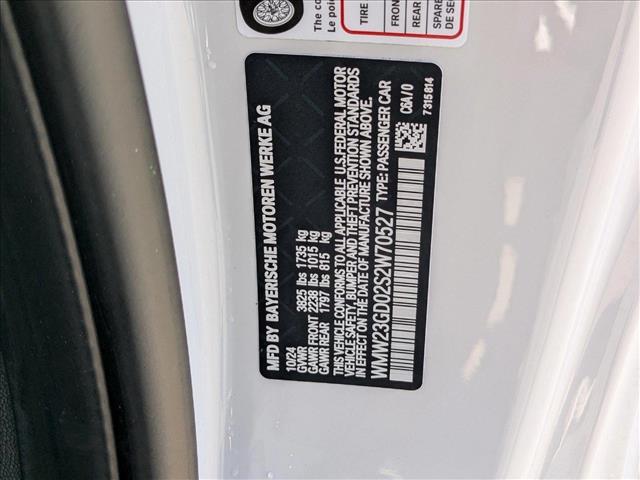 The co
Le poi
TIRE
FRON
REAR
SPARE
DE SE
MFD BY BAYERISCHE MOTOREN WERKE AG
10/24
GVWR 3825 lbs 1735 kg
GAWR FRONT 2238 lbs 1015 kg
GAWR REAR 1797 lbs 815 kg
THIS VEHICLE CONFORMS TO ALL APPLICABLE U.S. FEDERAL MOTOR
VEHICLE SAFETY, BUMPER AND THEFT PREVENTION STANDARDS
IN EFFECT ON THE DATE OF MANUFACTURE SHOWN ABOVE.
WMW23GD02S2W70527 TYPE: PASSENGER CAR
C6A/0
7315814